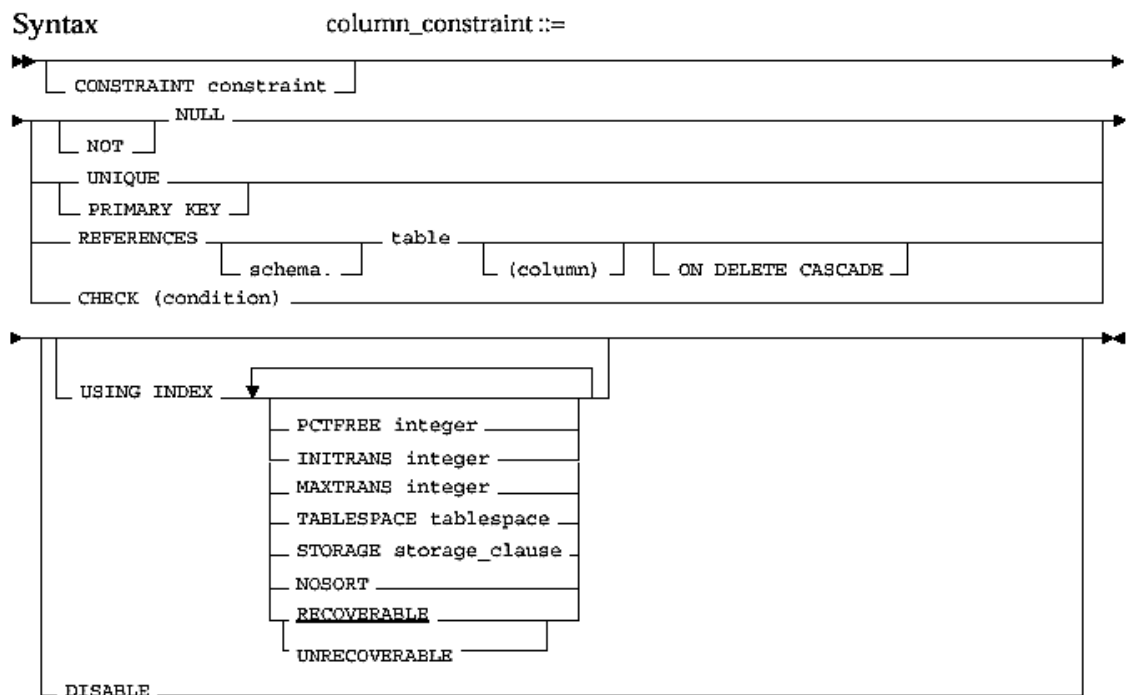 Syntax column_constraint ::=
CONSTRAINT constraint
NULL
NOT
UNIQUE
PRIMARY KEY
REFERENCES table
schema. (column) ON DELETE CASCADE
CHECK (condition)
USING INDEX
PCTFREE integer
INITRANS integer
MAXTRANS integer
TABLESPACE tablespace
STORAGE storage_clause
NOSORT
RECOVERABLE
UNRECOVERABLE
DISABLE